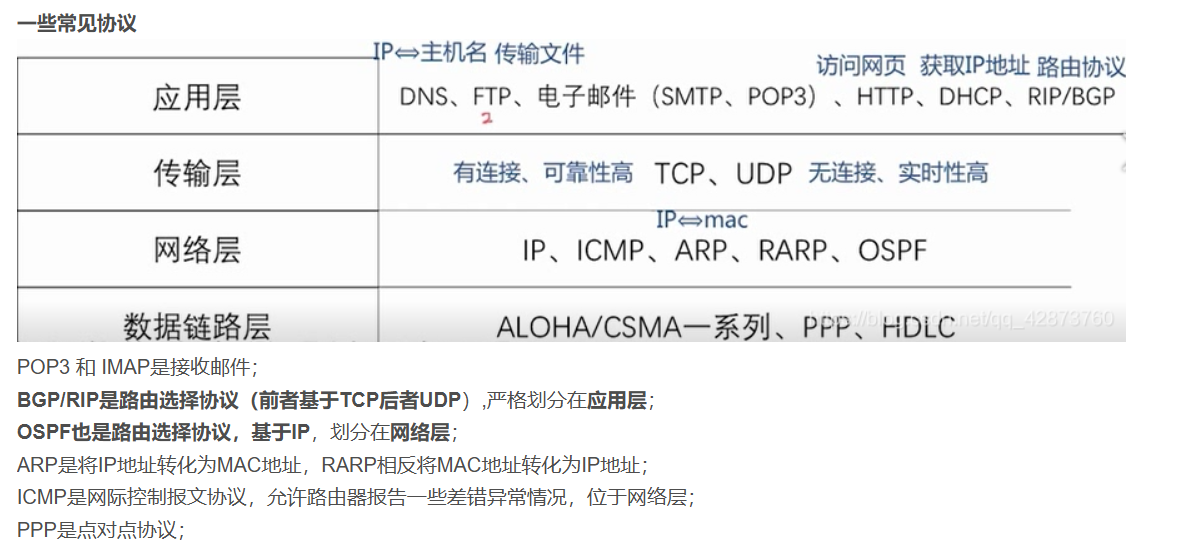 一些常见协议
IP⇔主机名 传输文件
访问网页 获取IP地址 路由协议
应用层
DNS、FTP、电子邮件（SMTP、POP3）、HTTP、DHCP、RIP/BGP
2
传输层
有连接、可靠性高 TCP、UDP 无连接、实时性高
IP⇔mac
网络层
IP、ICMP、ARP、RARP、OSPF
数据链路层
ALOHA/CSMA一系列、PPP、HDLC
POP3 和 IMAP是接收邮件；
BGP/RIP是路由选择协议（前者基于TCP后者UDP）,严格划分在应用层；
OSPF也是路由选择协议，基于IP，划分在网络层；
ARP是将IP地址转化为MAC地址，RARP相反将MAC地址转化为IP地址；
ICMP是网际控制报文协议，允许路由器报告一些差错异常情况，位于网络层；
PPP是点对点协议；